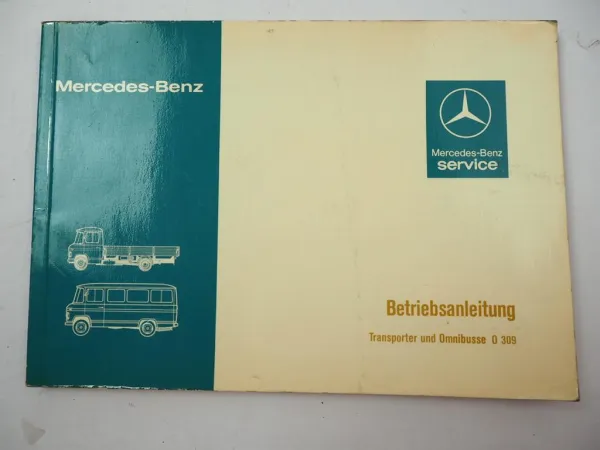 Mercedes-Benz
Mercedes-Benz
service
Betriebsanleitung
Transporter und Omnibusse O 309